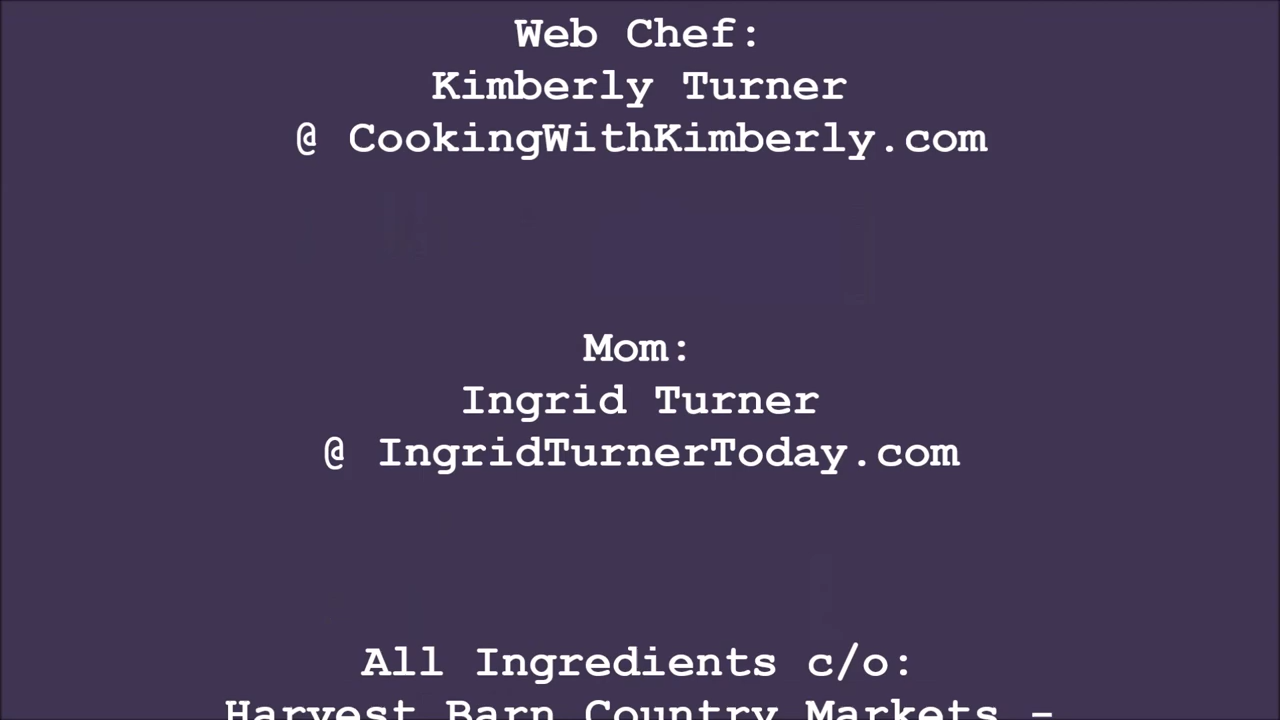 Web Chef:
Kimberly Turner
@ CookingWithKimberly.com
Mom:
Ingrid Turner
@ IngridTurnerToday.com
All Ingredients c/o:
Harvest Barn Country Markets -